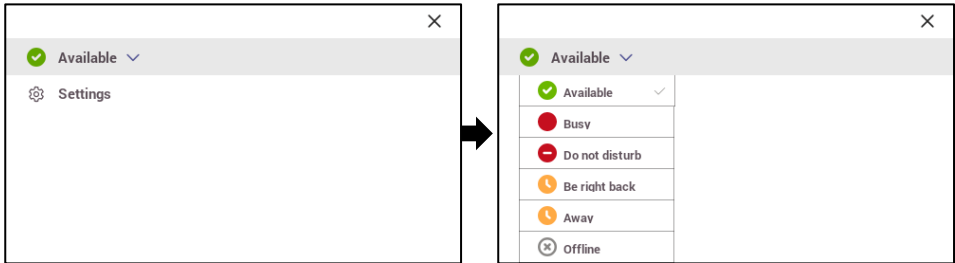 Available
Settings
Available
Available
Busy
Do not disturb
Be right back
Away
Offline